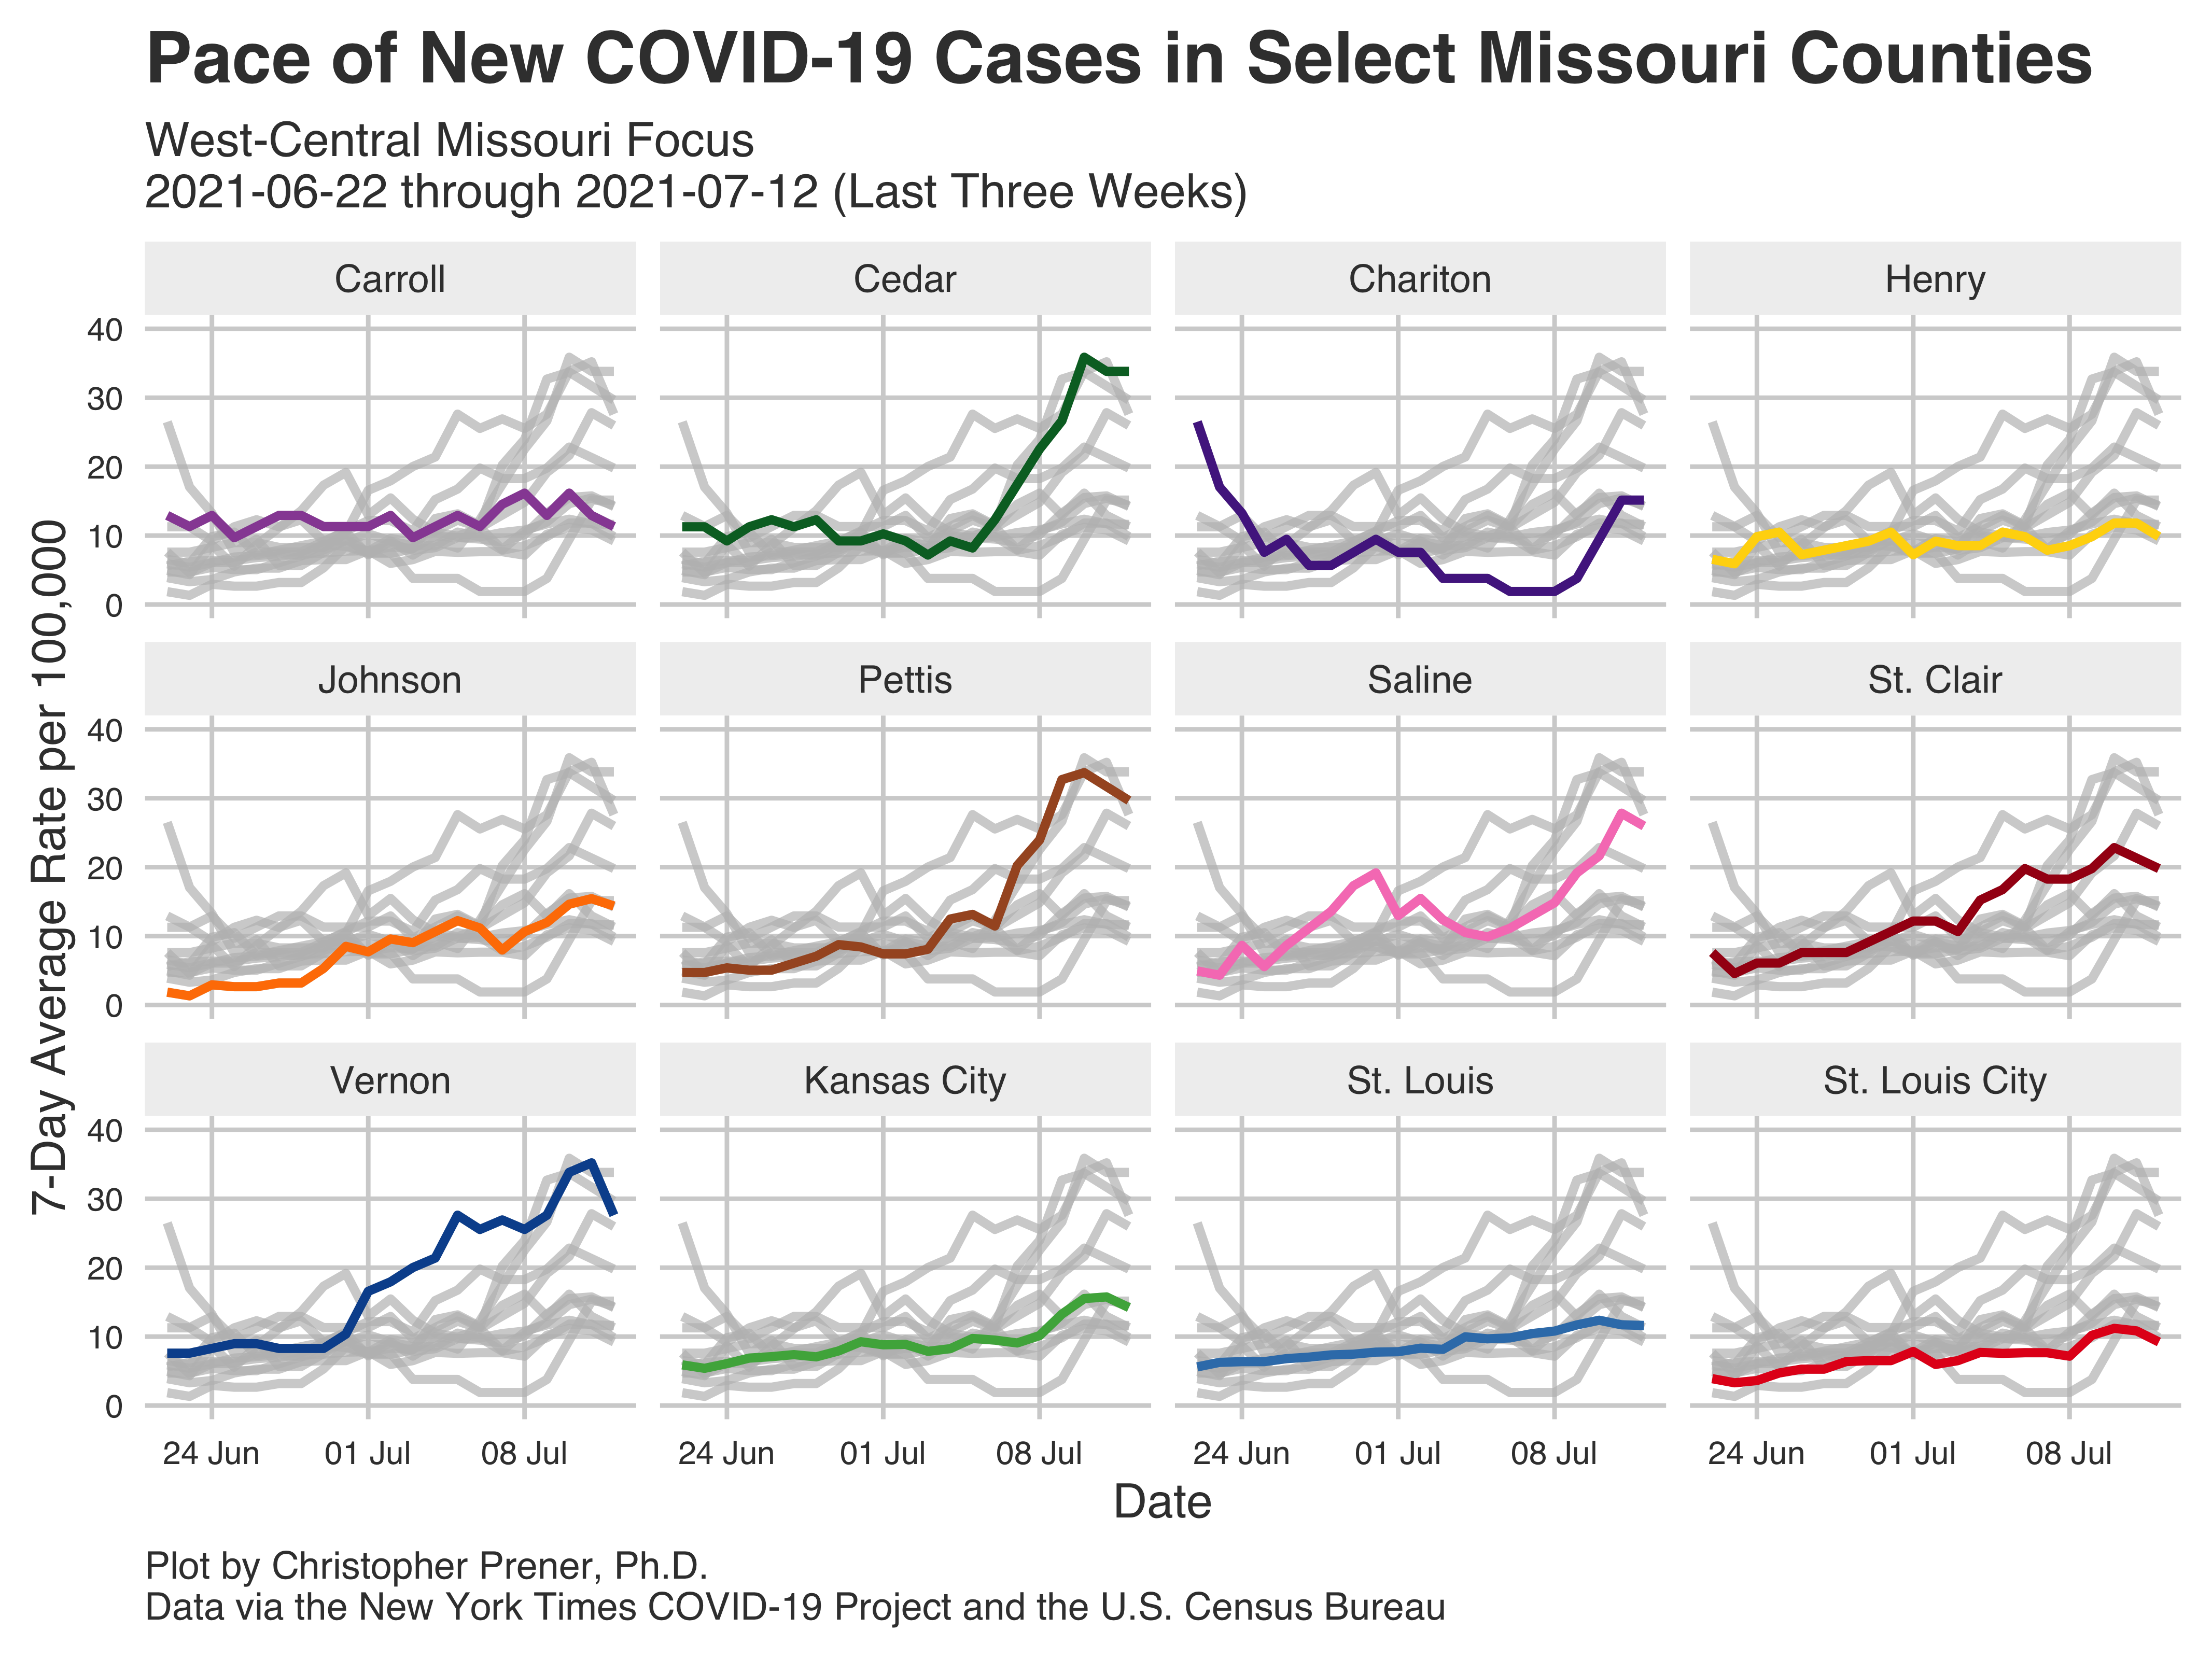 Pace of New COVID-19 Cases in Select Missouri Counties
West-Central Missouri Focus
2021-06-22 through 2021-07-12 (Last Three Weeks)
7-Day Average Rate per 100,000
Carroll Cedar Chariton Henry
40
30
20
10
0
Johnson Pettis Saline St. Clair
40
30
20
10
0
Vernon Kansas City St. Louis St. Louis City
40
30
20
10
0
24 Jun 01 Jul 08 Jul 24 Jun 01 Jul 08 Jul 24 Jun 01 Jul 08 Jul 24 Jun 01 Jul 08 Jul
Date
Plot by Christopher Prener, Ph.D.
Data via the New York Times COVID-19 Project and the U.S. Census Bureau